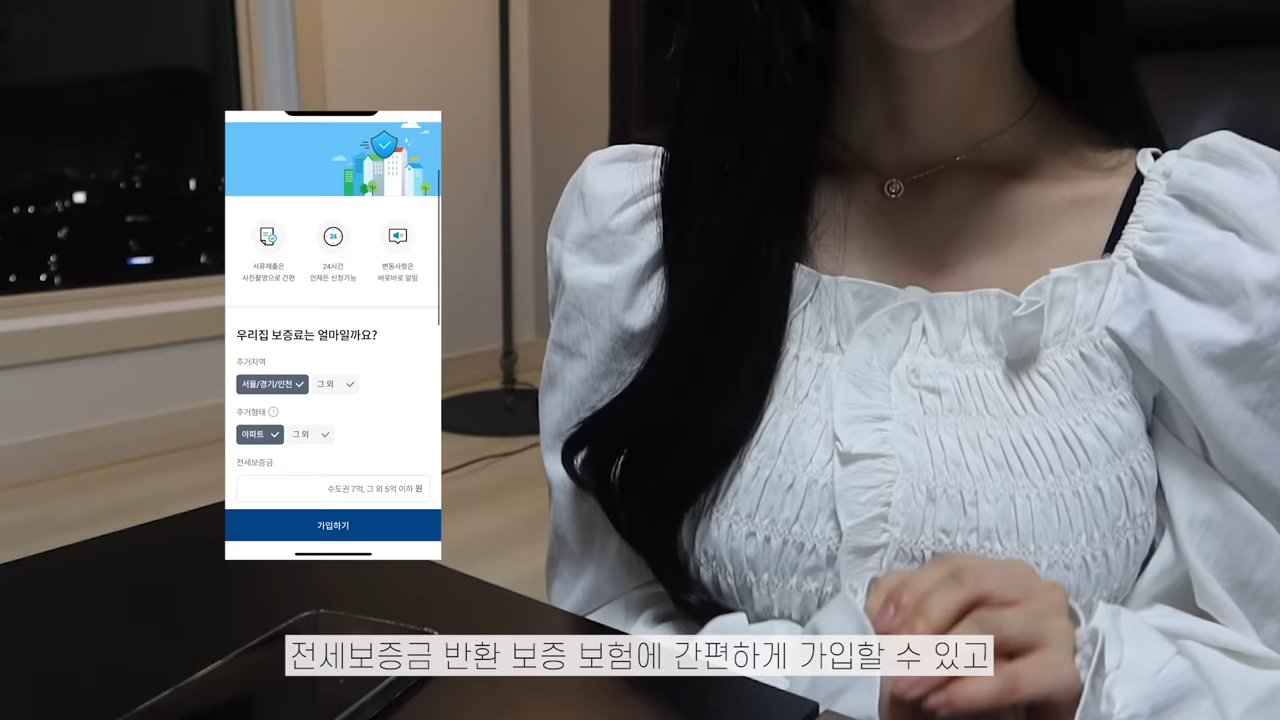 24
서류제출은
사진촬영으로 간편
24시간
언제든 신청가능
변동사항은
바로바로 알림
우리집 보증료는 얼마일까요?
주거지역
서울/경기/인천
그 외
주거형태
아파트
그 외
전세보증금
수도권 7억, 그 외 5억 이하 원
가입하기
전세보증금 반환 보증 보험에 간편하게 가입할 수 있고